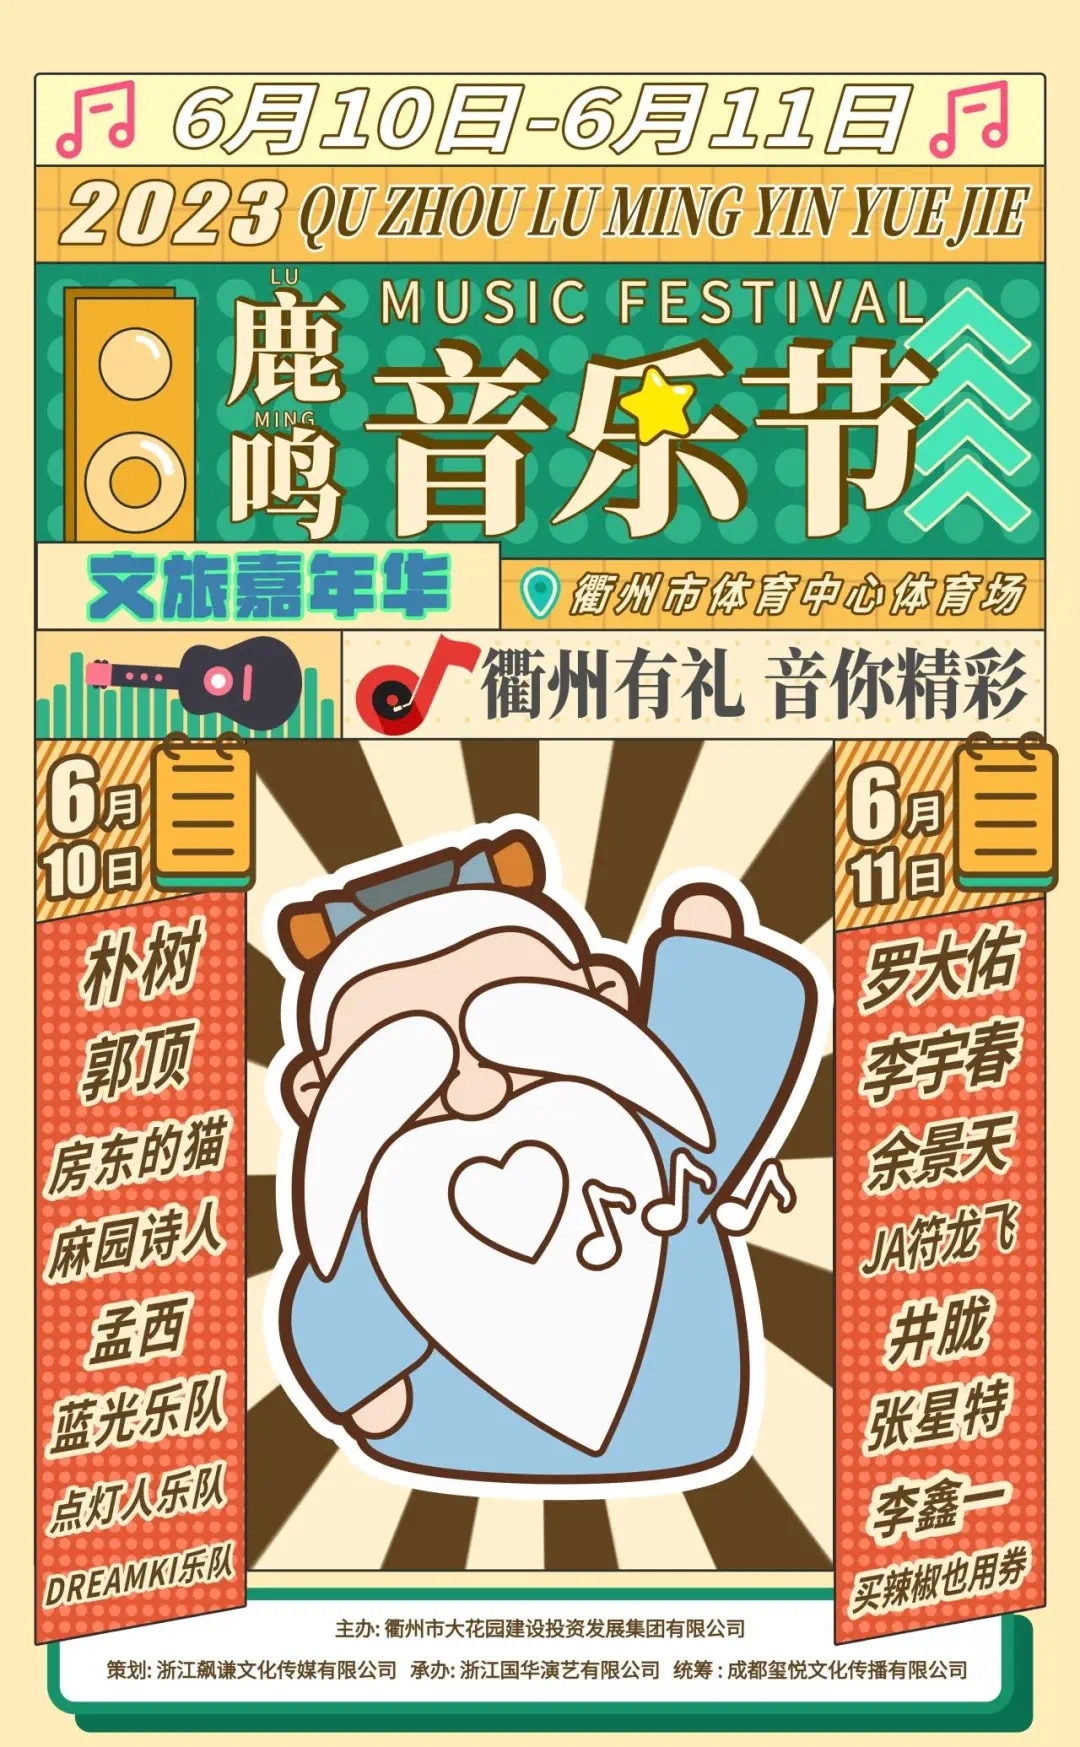 6月10日-6月11日
2023 QU ZHOU LU MING YIN YUE JIE
LU
鹿
MING
鸣
MUSIC FESTIVAL
音乐节
文旅嘉年华
衢州市体育中心体育场
衢州有礼 音你精彩
6月
10日
朴树
郭顶
房东的猫
麻园诗人
孟西
蓝光乐队
点灯人乐队
DREAMKI乐队
6月
11日
罗大佑
李宇春
余景天
JA符龙飞
井胧
张星特
李鑫一
买辣椒也用券
主办:衢州市大花园建设投资发展集团有限公司
策划:浙江飙谦文化传媒有限公司 承办:浙江国华演艺有限公司 统筹:成都玺悦文化传播有限公司